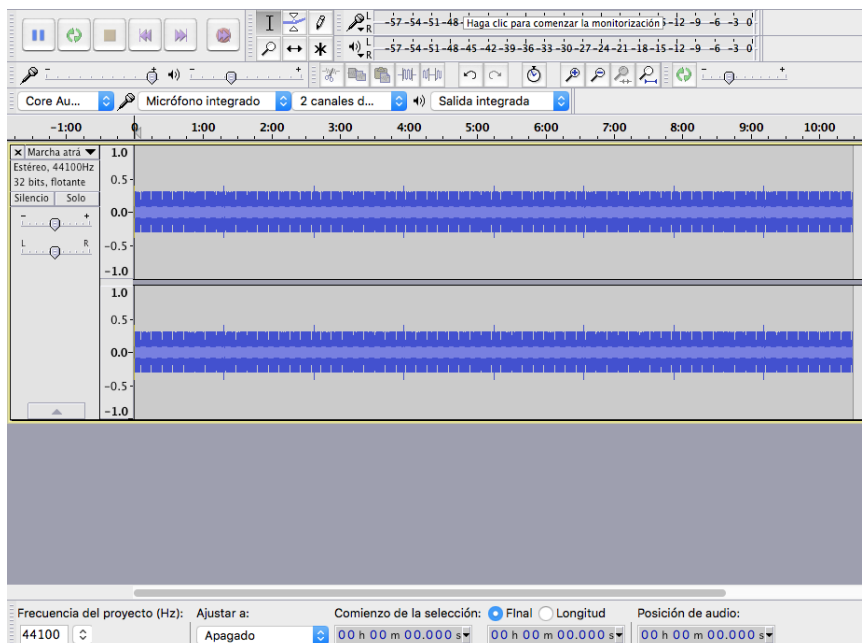 L
R
-57 -54 -51 -48 Haga clic para comenzar la monitorización -12 -9 -6 -3 0
L
R
-57 -54 -51 -48 -45 -42 -39 -36 -33 -30 -27 -24 -21 -18 -15 -12 -9 -6 -3 0
- +
- +
- +
Core Au... Micrófono integrado 2 canales d... Salida integrada
-1:00 0 1:00 2:00 3:00 4:00 5:00 6:00 7:00 8:00 9:00 10:00
× Marcha atrá
Estéreo, 44100Hz
32 bits, flotante
Silencio Solo
- +
L R
1.0
0.5
0.0
-0.5
-1.0
1.0
0.5
0.0
-0.5
-1.0
Frecuencia del proyecto (Hz): Ajustar a: Comienzo de la selección: FInal Longitud Posición de audio:
44100 Apagado 00 h 00 m 00.000 s 00 h 00 m 00.000 s 00 h 00 m 00.000 s